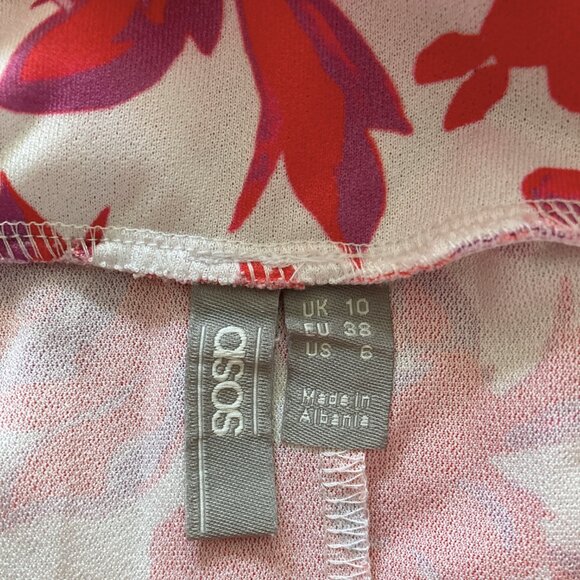 asos
UK 10
EU 38
US 6
Made in
Albania